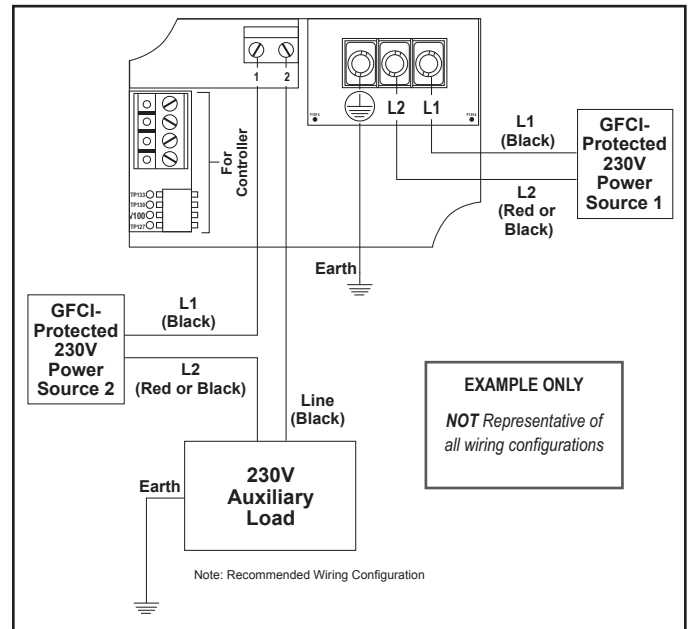 1 2
L2 L1
P1015
P1014
For
Controller
TP133
TP130
V100
TP127
L1
(Black)
L2
(Red or
Black)
GFCI-
Protected
230V
Power
Source 1
Earth
GFCI-
Protected
230V
Power
Source 2
L1
(Black)
L2
(Red or Black)
Line
(Black)
EXAMPLE ONLY
NOT Representative of
all wiring configurations
Earth
230V
Auxiliary
Load
Note: Recommended Wiring Configuration